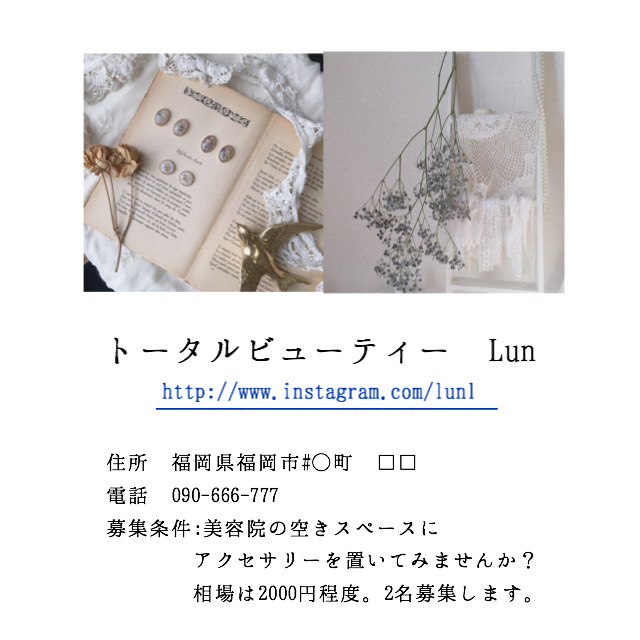 トータルビューティー　Lun
http://www.instagram.com/lunl
住所　福岡県福岡市#〇町　□□
電話　090-666-777
募集条件:美容院の空きスペースに
アクセサリーを置いてみませんか？
相場は2000円程度。2名募集します。